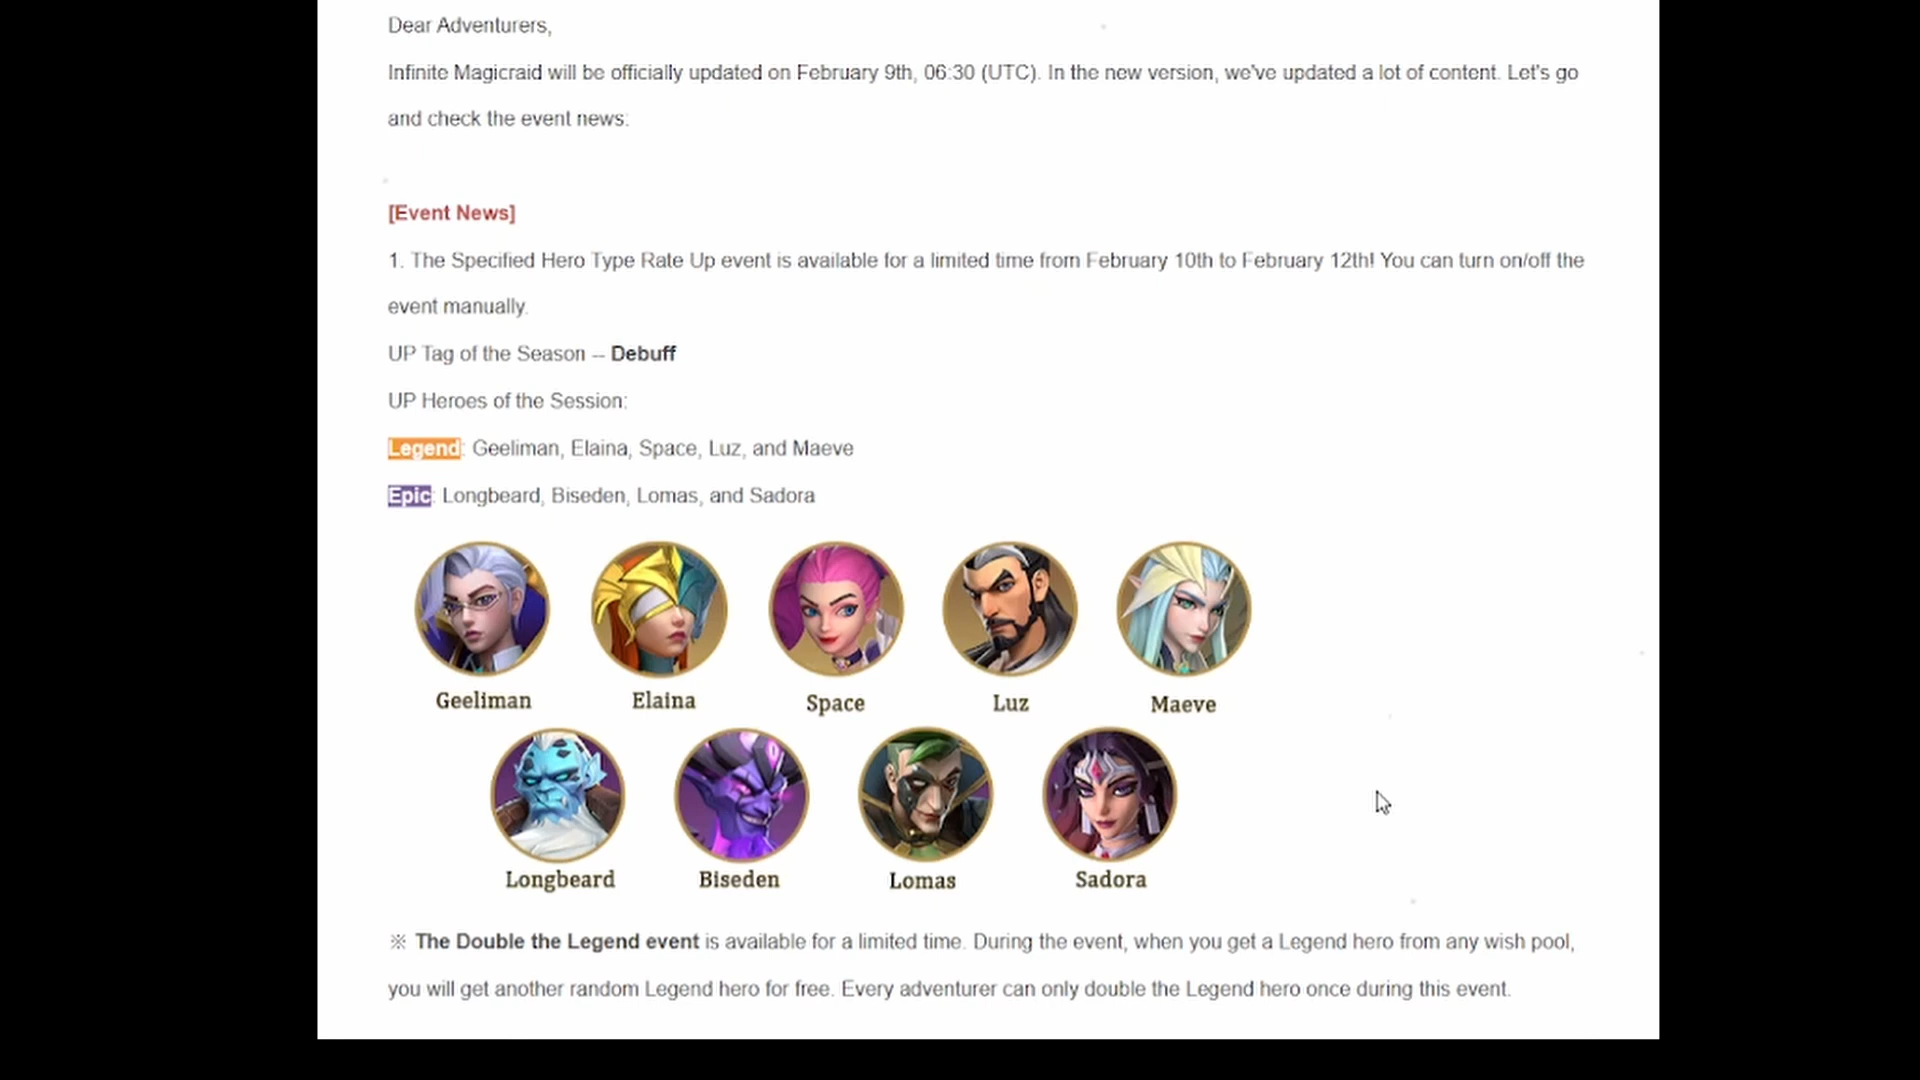 Dear Adventurers,
Infinite Magicraid will be officially updated on February 9th, 06:30 (UTC). In the new version, we've updated a lot of content. Let's go
and check the event news:
[Event News]
1. The Specified Hero Type Rate Up event is available for a limited time from February 10th to February 12th! You can turn on/off the
event manually.
UP Tag of the Season -- Debuff
UP Heroes of the Session:
Legend: Geeliman, Elaina, Space, Luz, and Maeve
Epic: Longbeard, Biseden, Lomas, and Sadora
Geeliman Elaina Space Luz Maeve
Longbeard Biseden Lomas Sadora
※ The Double the Legend event is available for a limited time. During the event, when you get a Legend hero from any wish pool,
you will get another random Legend hero for free. Every adventurer can only double the Legend hero once during this event.